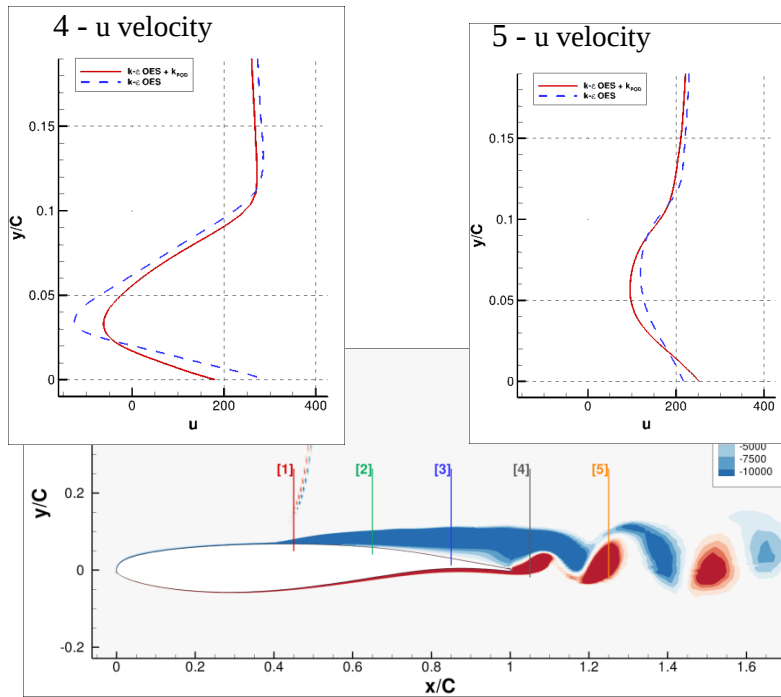 4 - u velocity
k-ε OES + kPOD
k-ε OES
0.15
0.1
0.05
0
y/C
0
200
400
u
5 - u velocity
k-ε OES + kPOD
k-ε OES
0.15
0.1
0.05
0
y/C
0
200
400
u
-5000
-7500
-10000
[1]
[2]
[3]
[4]
[5]
0.2
0
-0.2
y/C
0
0.2
0.4
0.6
0.8
1
1.2
1.4
1.6
x/C